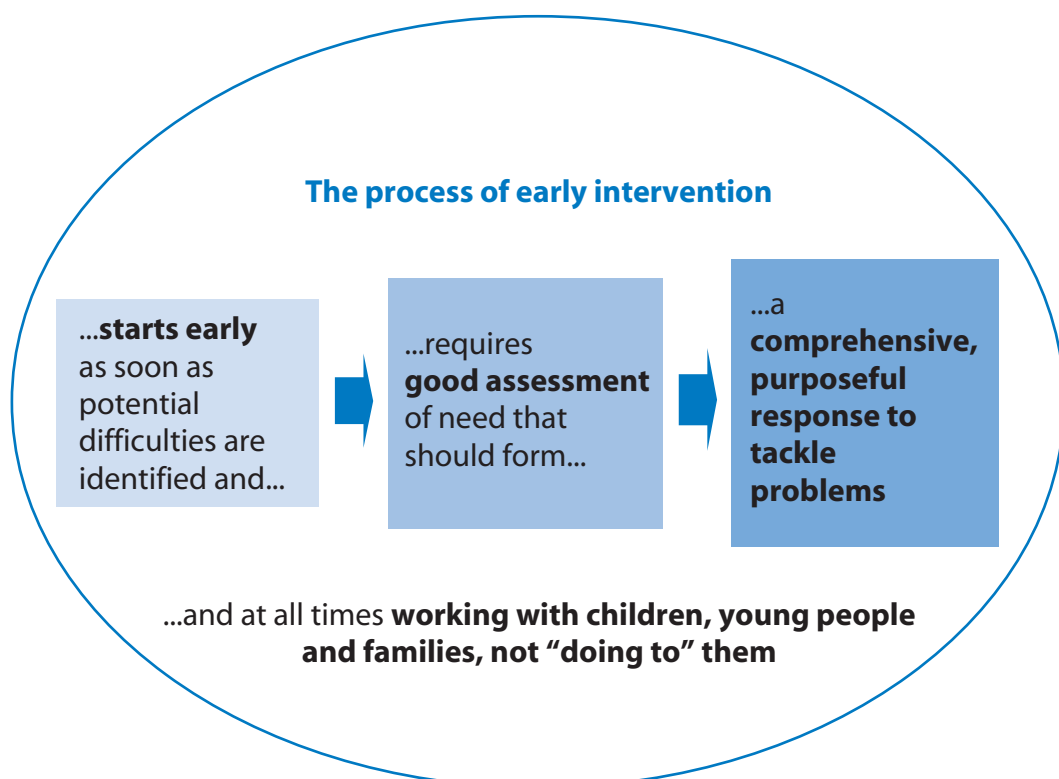 The process of early intervention
...starts early
as soon as
potential
difficulties are
identified and...
...requires
good assessment
of need that
should form...
...a
comprehensive,
purposeful
response to
tackle
problems
...and at all times working with children, young people
and families, not “doing to” them